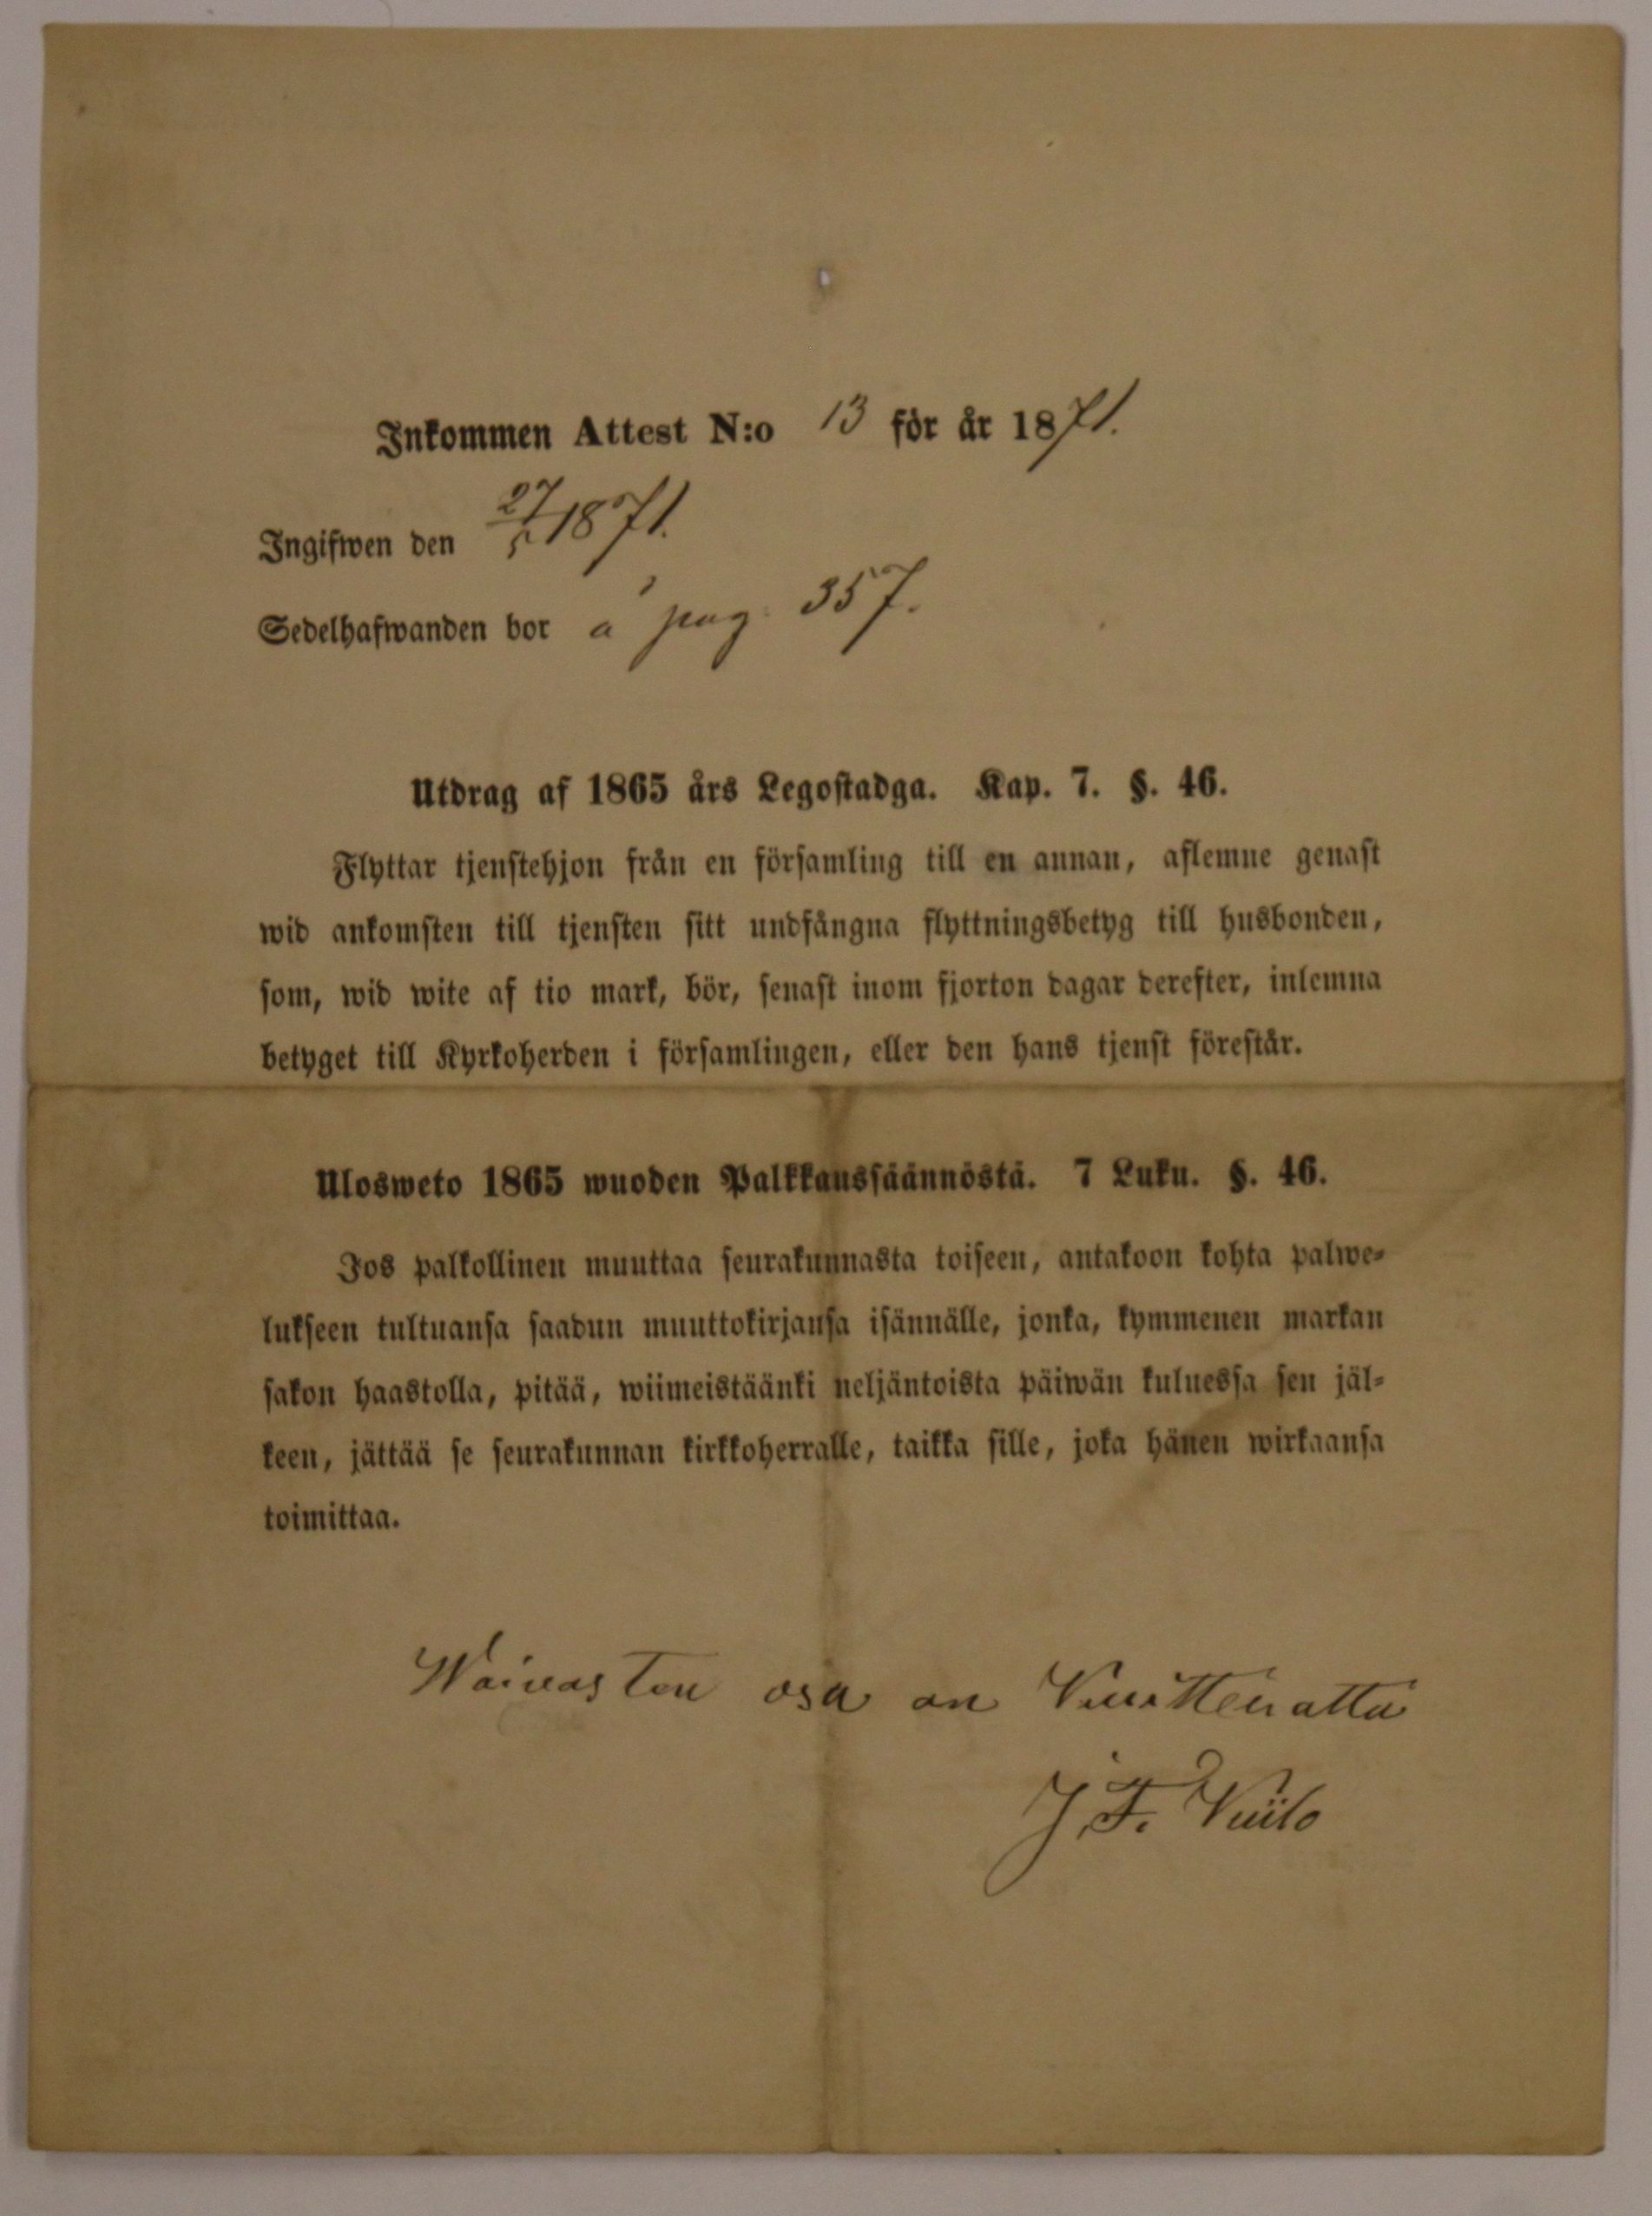 Inkommen Attest N:o 13 för år 1871.
Ingifwen den 27/5 1871.
Sedelhafwanden bor å pag. 357.
Utdrag af 1865 års Legostadga. Kap. 7. §. 46.
Flyttar tjenstehjon från en församling till en annan, aflemne genast
wid ankomsten till tjensten sitt undfångna flyttningsbetyg till husbonden,
som, wid wite af tio mark, bör, senast inom fjorton dagar derefter, inlemna
betyget till Kyrkoherden i församlingen, eller den hans tjenst förestår.
Ulosweto 1865 wuoden Palkkaussäännöstä. 7 Luku. §. 46.
Jos palkollinen muuttaa seurakunnasta toiseen, antakoon kohta palwe-
lukseen tultuansa saadun muuttokirjansa isännälle, jonka, kymmenen markan
sakon haastolla, pitää, wiimeistäänki neljäntoista päiwän kuluessa sen jäl-
keen, jättää se seurakunnan kirkkoherralle, taikka sille, joka hänen wirkaansa
toimittaa.
Waivaston osa on
J. F.